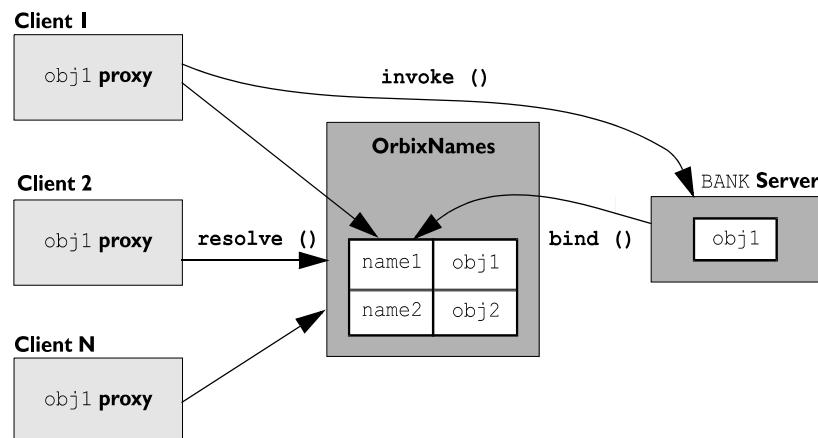 Client 1
obj1 proxy
invoke ()
OrbixNames
Client 2
BANK Server
obj1 proxy
resolve ()
bind ()
obj1
name1 obj1
name2 obj2
Client N
obj1 proxy